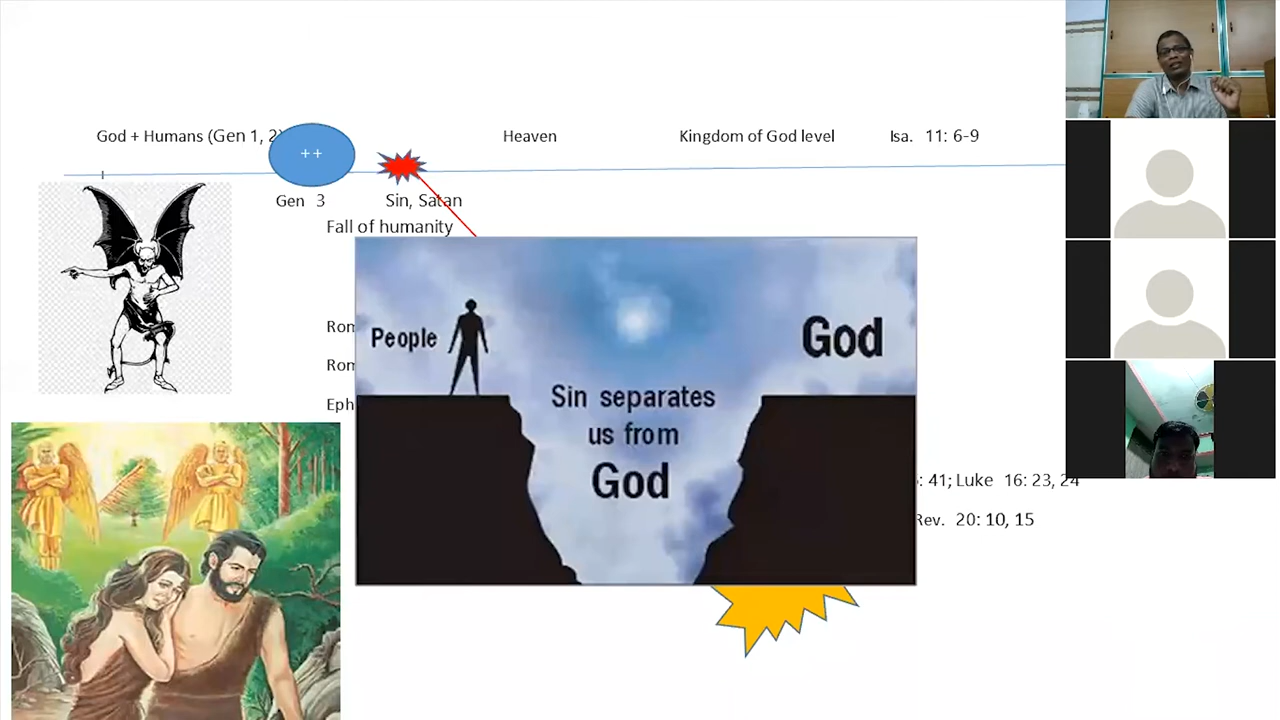 God + Humans (Gen 1, 2)
++
Heaven
Kingdom of God level
Isa. 11: 6-9
Gen 3
Sin, Satan
Fall of humanity
People
God
Sin separates
us from
God
: 41; Luke 16: 23, 24
Rev. 20: 10, 15